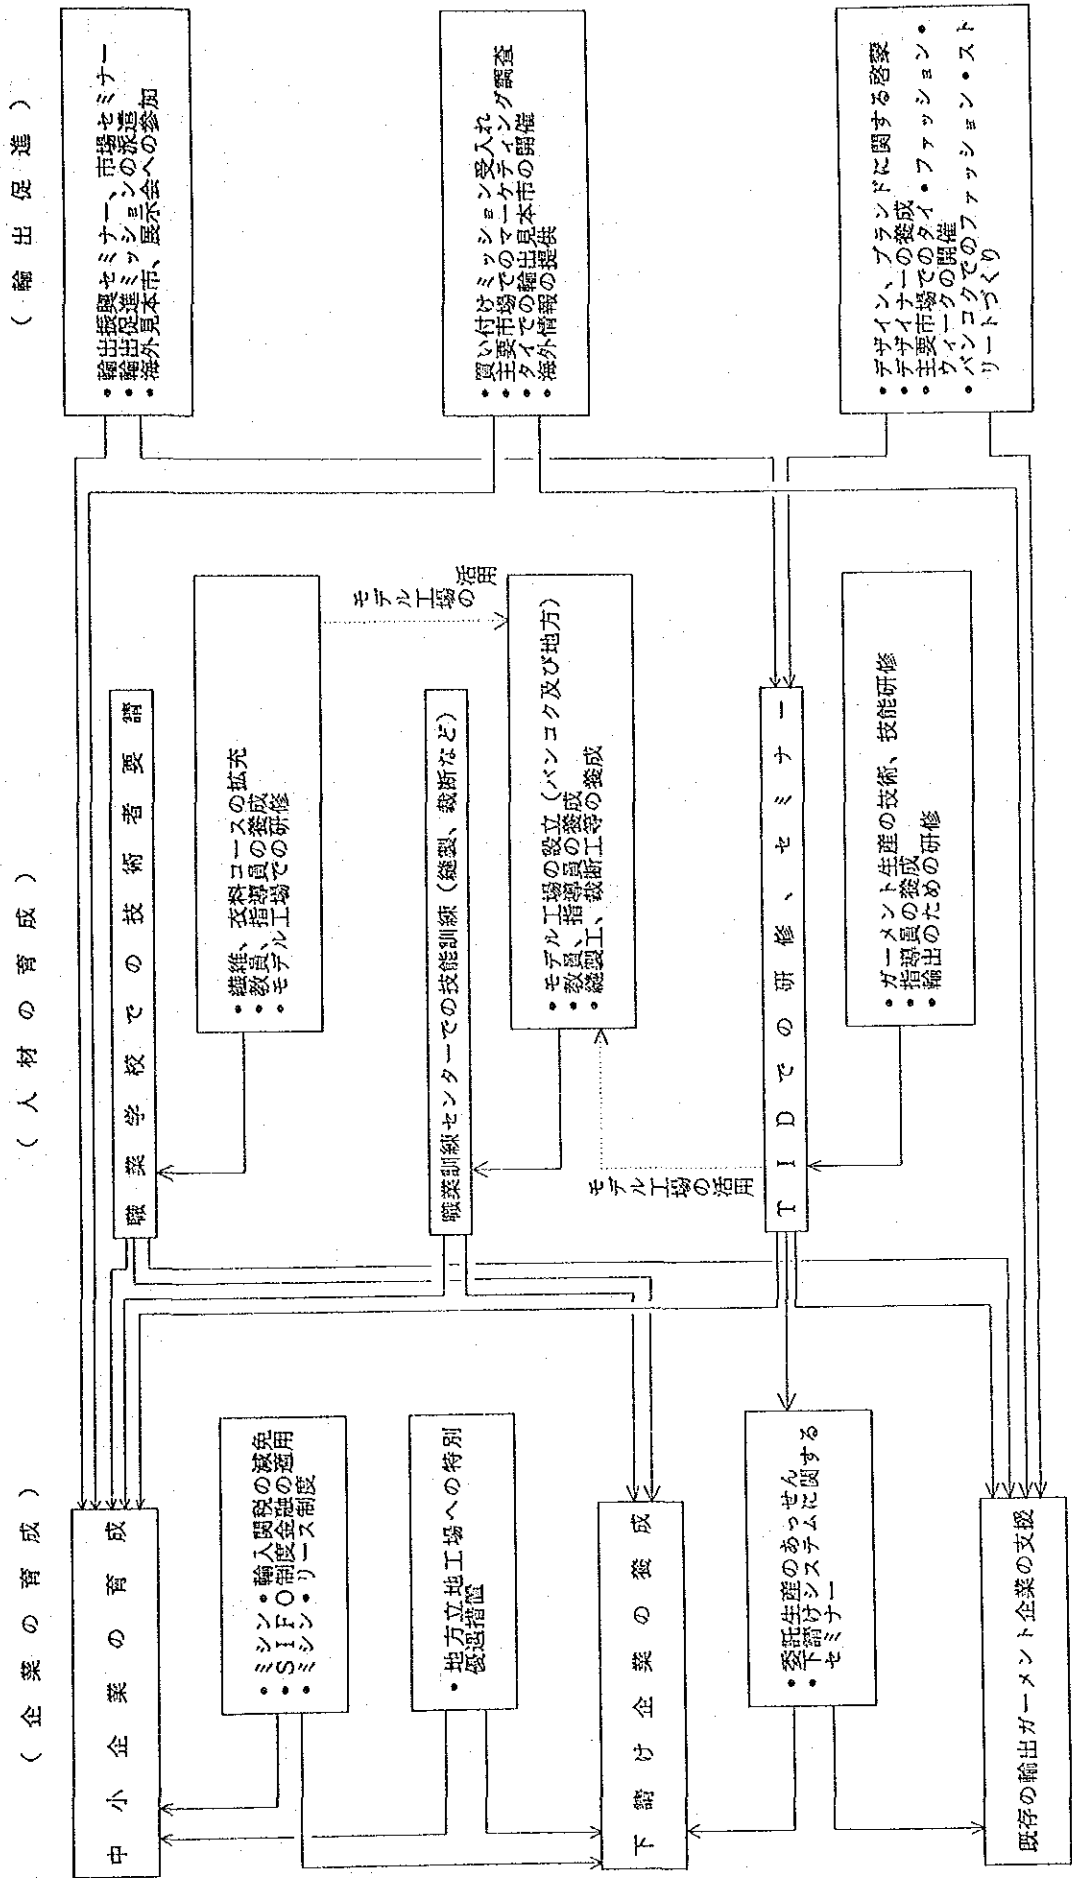 （企業の育成）
中小企業の育成
• ミシン・輸入関税の減免
• ＳＩＦＯ制度金融の適用
• ミシン・リース制度
• 地方立地工場への特別
優遇措置
下請け企業の養成
• 委託生産のあっせん
• 下請けシステムに関する
セミナー
既存の輸出ガーメント企業の支援
（人材の育成）
職業学校での技術者要請
• 繊維、衣料コースの拡充
• 教員、指導員の養成
• モデル工場での研修
モデル工場の
活用
職業訓練センターでの技能訓練（縫製、裁断など）
• モデル工場の設立（バンコク及び地方）
• 教員、指導員の養成
• 縫製工、裁断工等の養成
モデル工場の活用
ＴＩＤでの研修、セミナー
• ガーメント生産の技術、技能研修
• 指導員の養成
• 輸出のための研修
（輸出促進）
• 輸出振興セミナー、市場セミナー
• 輸出促進ミッションの派遣
• 海外見本市、展示会への参加
• 買い付けミッション受入れ
• 主要市場でのマーケティング調査
• タイでの輸出見本市の開催
• 海外情報の提供
• デザイン、ブランドに関する啓蒙
• デザイナーの養成
• 主要市場でのタイ・ファッション・
ウィークの開催
• バンコクでのファッション・スト
リートづくり